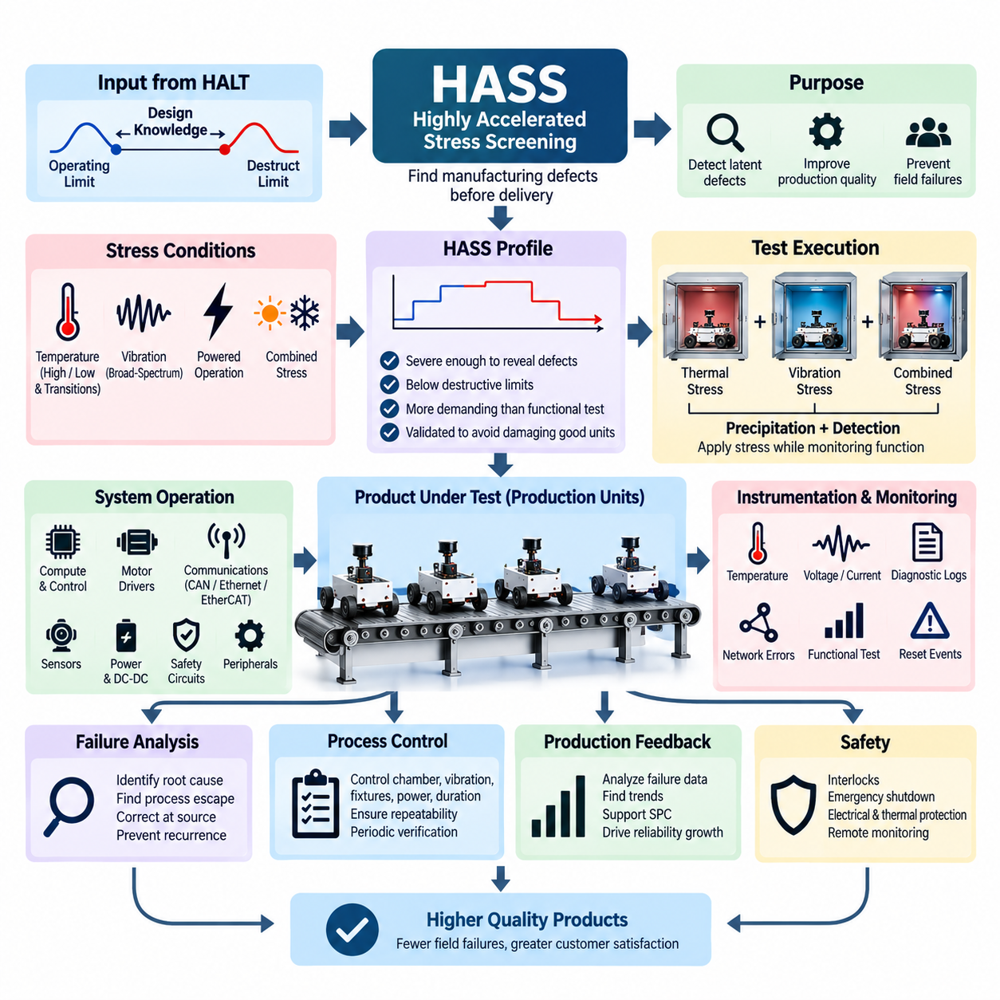 Input from HALT
Design
Knowledge
Operating
Limit
Destruct
Limit
HASS
Highly Accelerated
Stress Screening
Find manufacturing defects
before delivery
Purpose
Detect latent
defects
Improve
production quality
Prevent
field failures
Stress Conditions
Temperature
(High / Low
& Transitions)
Vibration
(Broad-Spectrum)
Powered
Operation
Combined
Stress
HASS Profile
Severe enough to reveal defects
Below destructive limits
More demanding than functional test
Validated to avoid damaging good units
Test Execution
+
+
Thermal
Stress
Vibration
Stress
Combined
Stress
Precipitation + Detection
Apply stress while monitoring function
System Operation
Compute
& Control
Motor
Drivers
Communications
(CAN / Ethernet /
EtherCAT)
Sensors
Power
& DC-DC
Safety
Circuits
Peripherals
Product Under Test (Production Units)
Instrumentation & Monitoring
Temperature
Voltage / Current
Diagnostic Logs
Network Errors
Functional Test
Reset Events
Failure Analysis
Identify root cause
Find process escape
Correct at source
Prevent recurrence
Process Control
Control chamber, vibration,
fixtures, power, duration
Ensure repeatability
Periodic verification
Production Feedback
Analyze failure data
Find trends
Support SPC
Drive reliability growth
Safety
Interlocks
Emergency shutdown
Electrical & thermal protection
Remote monitoring
Higher Quality Products
Fewer field failures, greater customer satisfaction